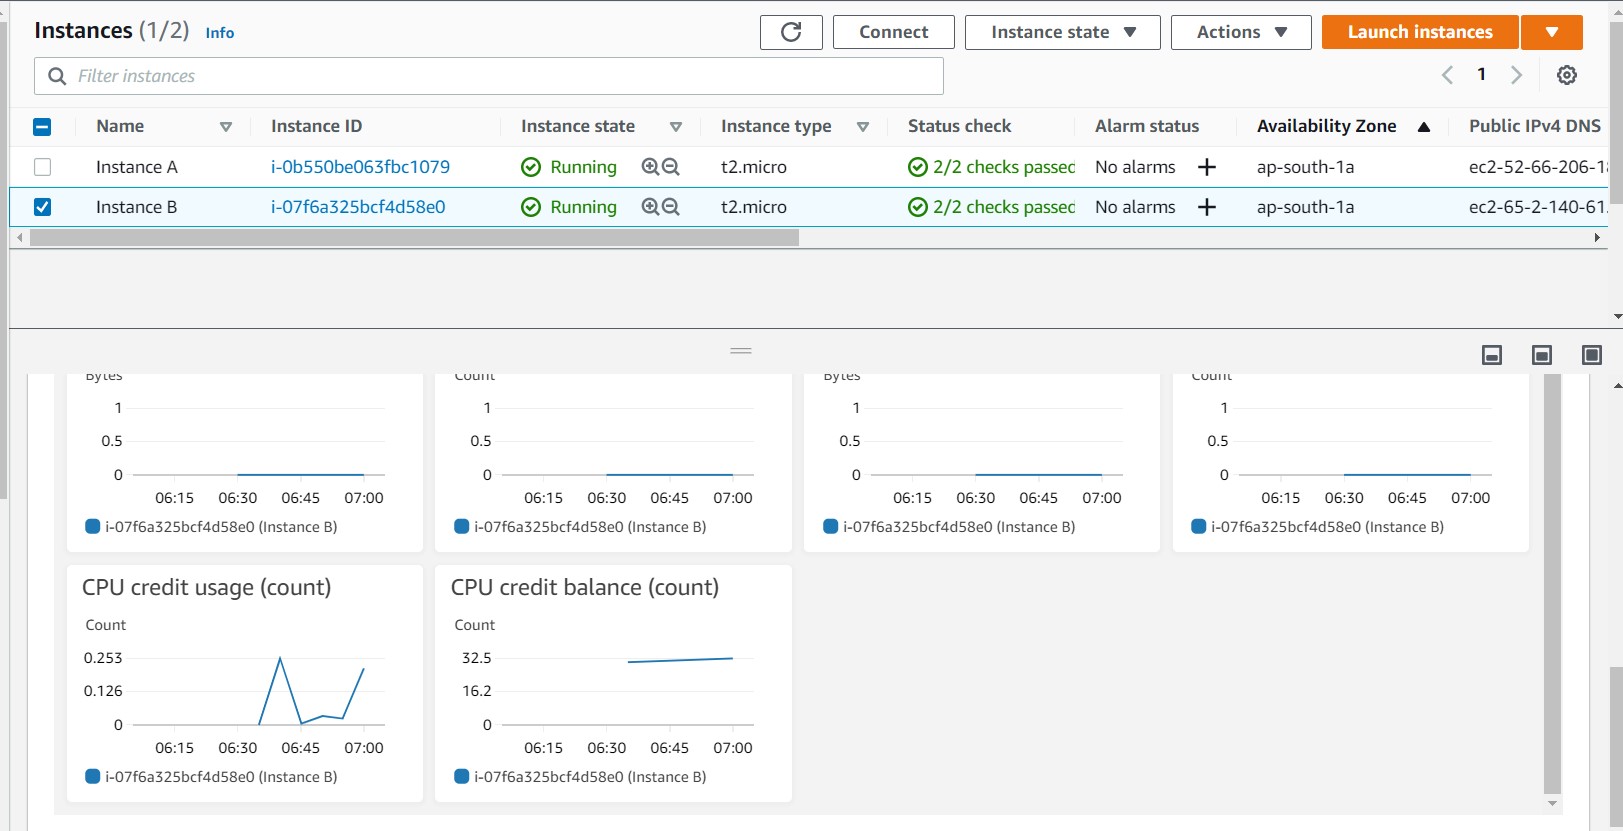 Instances (1/2) Info
Connect Instance state Actions Launch instances
Filter instances
1
Name Instance ID Instance state Instance type Status check Alarm status Availability Zone Public IPv4 DNS
Instance A i-0b550be063fbc1079 Running t2.micro 2/2 checks passed No alarms + ap-south-1a ec2-52-66-206-1
Instance B i-07f6a325bcf4d58e0 Running t2.micro 2/2 checks passed No alarms + ap-south-1a ec2-65-2-140-61.
Bytes Count Bytes Count
1 1 1 1
0.5 0.5 0.5 0.5
0 0 0 0
06:15 06:30 06:45 07:00 06:15 06:30 06:45 07:00 06:15 06:30 06:45 07:00 06:15 06:30 06:45 07:00
i-07f6a325bcf4d58e0 (Instance B) i-07f6a325bcf4d58e0 (Instance B) i-07f6a325bcf4d58e0 (Instance B) i-07f6a325bcf4d58e0 (Instance B)
CPU credit usage (count) CPU credit balance (count)
Count Count
0.253 32.5
0.126 16.2
0 0
06:15 06:30 06:45 07:00 06:15 06:30 06:45 07:00
i-07f6a325bcf4d58e0 (Instance B) i-07f6a325bcf4d58e0 (Instance B)